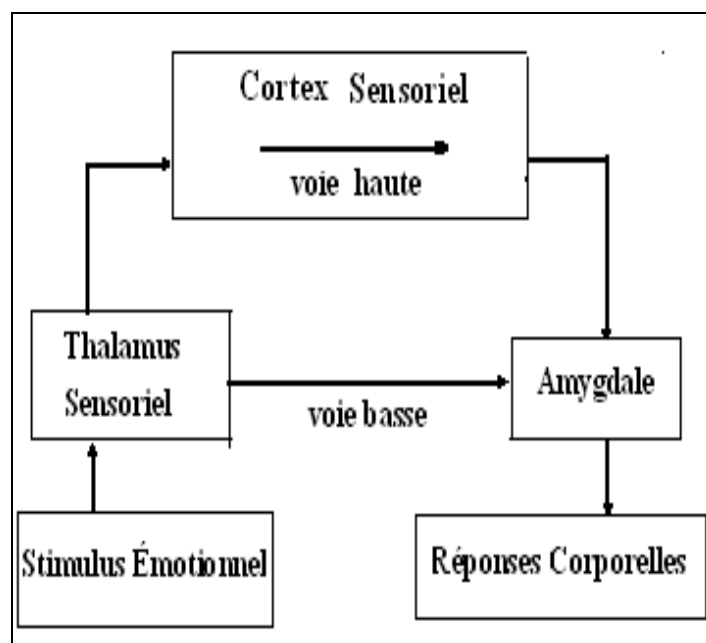 Cortex Sensoriel
voie haute
Thalamus
Sensoriel
voie basse
Amygdale
Stimulus Émotionnel
Réponses Corporelles